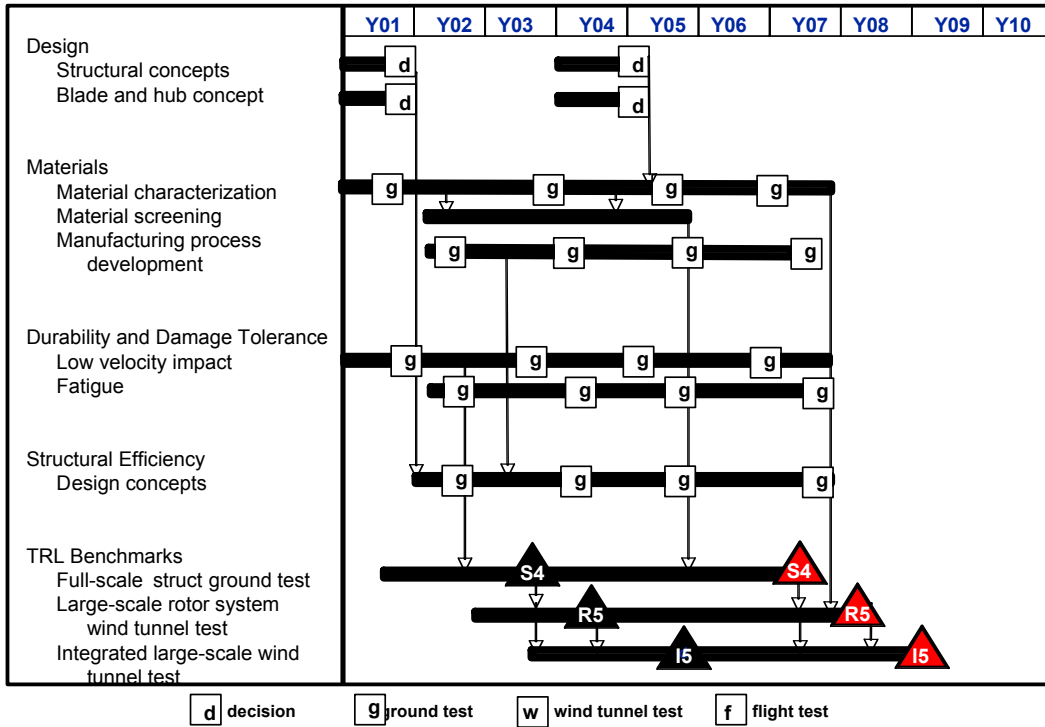 Y01 Y02 Y03 Y04 Y05 Y06 Y07 Y08 Y09 Y10
Design
Structural concepts d d
Blade and hub concept d d
Materials
Material characterization g g g g
Material screening
Manufacturing process g g g g
development
Durability and Damage Tolerance
Low velocity impact g g g g
Fatigue g g g g
Structural Efficiency
Design concepts g g g g
TRL Benchmarks
Full-scale struct ground test S4 S4
Large-scale rotor system R5 R5
wind tunnel test
Integrated large-scale wind I5 I5
tunnel test
d decision g ground test w wind tunnel test f flight test